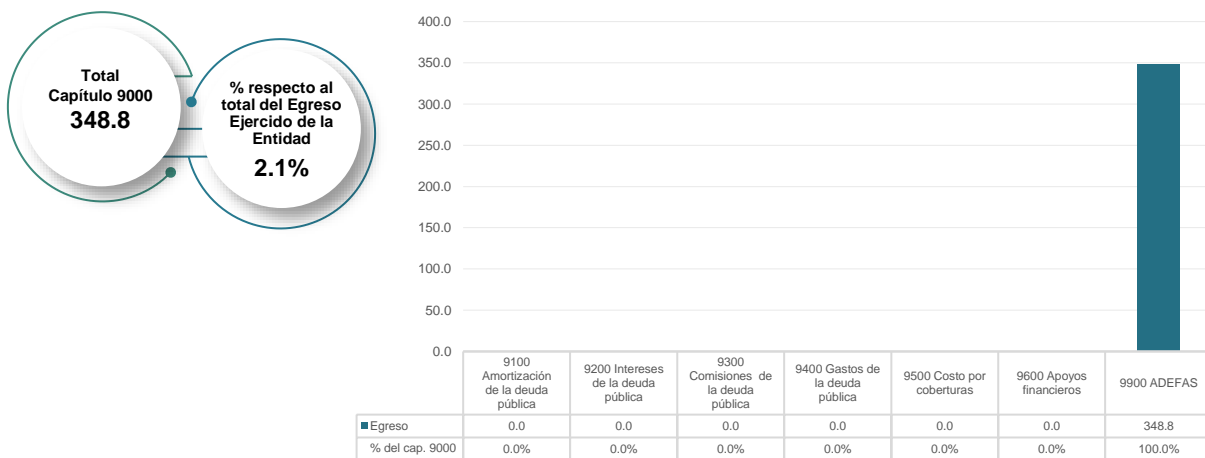 Total
Capítulo 9000
348.8
% respecto al
total del Egreso
Ejercido de la
Entidad
2.1%
400.0
350.0
300.0
250.0
200.0
150.0
100.0
50.0
0.0
9100
Amortización
de la deuda
pública
9200 Intereses
de la deuda
pública
9300
Comisiones de
la deuda
pública
9400 Gastos de
la deuda
pública
9500 Costo por
coberturas
9600 Apoyos
financieros
9900 ADEFAS
Egreso 0.0 0.0 0.0 0.0 0.0 0.0 348.8
% del cap. 9000 0.0% 0.0% 0.0% 0.0% 0.0% 0.0% 100.0%